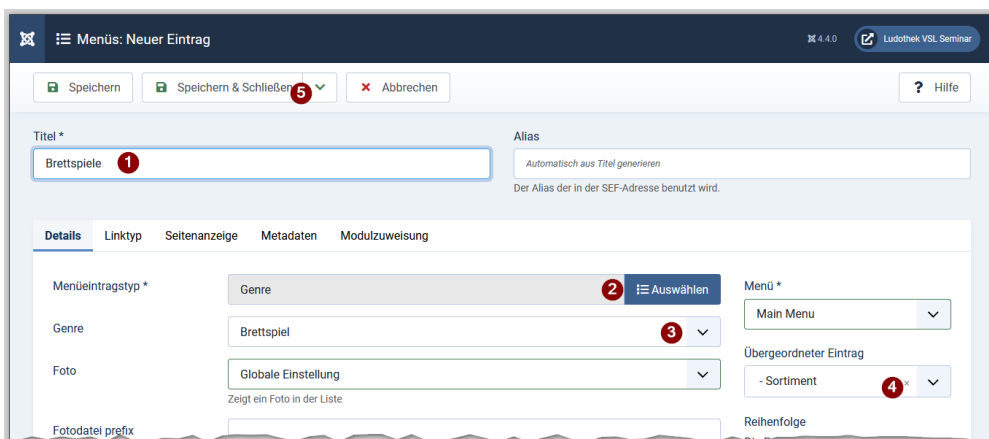 Menüs: Neuer Eintrag
4.4.0
Ludothek VSL Seminar
Speichern
Speichern & Schließen
5
Abbrechen
? Hilfe
Titel *
Alias
Brettspiele
1
Automatisch aus Titel generieren
Der Alias der in der SEF-Adresse benutzt wird.
Details
Linktyp
Seitenanzeige
Metadaten
Modulzuweisung
Menüeintragstyp *
Genre
2
Auswählen
Menü *
Main Menu
Genre
Brettspiel
3
Übergeordneter Eintrag
- Sortiment
4
×
Foto
Globale Einstellung
Zeigt ein Foto in der Liste
Reihenfolge
Fotodatei prefix